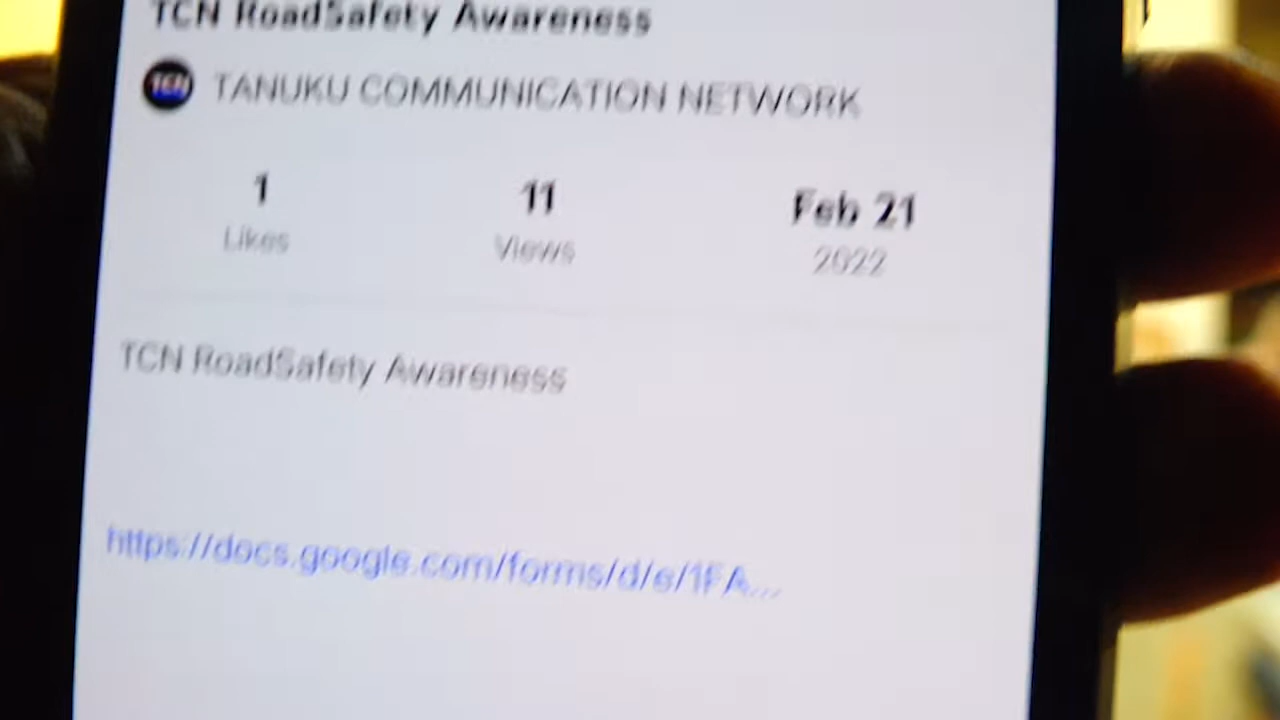 TCN RoadSafety Awareness
TCN TANUKU COMMUNICATION NETWORK
1 11 Feb 21
Likes Views 2022
TCN RoadSafety Awareness
https://docs.google.com/forms/d/e/1FA...